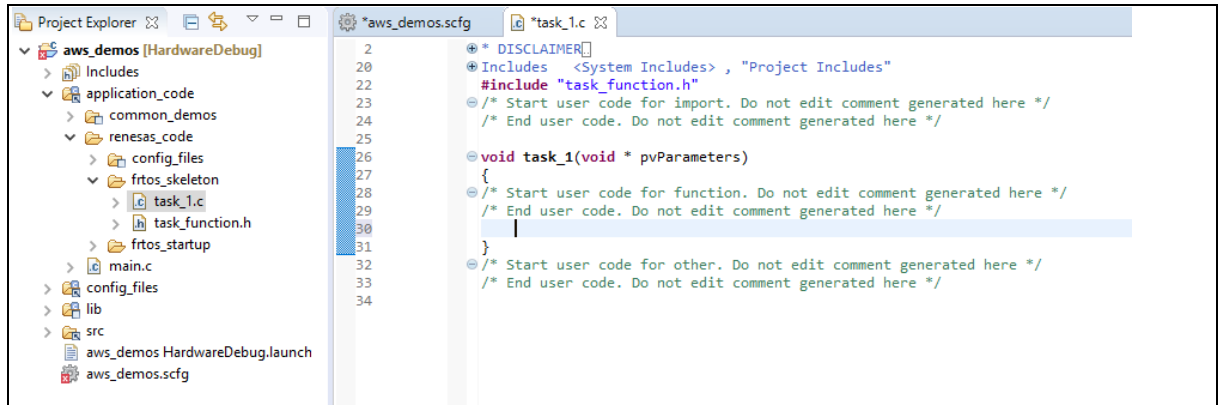 Project Explorer
aws_demos [HardwareDebug]
Includes
application_code
common_demos
renesas_code
config_files
frtos_skeleton
task_1.c
task_function.h
frtos_startup
main.c
config_files
lib
src
aws_demos HardwareDebug.launch
aws_demos.scfg
*aws_demos.scfg
*task_1.c
2 * DISCLAIMER
20 Includes <System Includes> , "Project Includes"
22 #include "task_function.h"
23 /* Start user code for import. Do not edit comment generated here */
24 /* End user code. Do not edit comment generated here */
25
26 void task_1(void * pvParameters)
27 {
28 /* Start user code for function. Do not edit comment generated here */
29 /* End user code. Do not edit comment generated here */
30
31 }
32 /* Start user code for other. Do not edit comment generated here */
33 /* End user code. Do not edit comment generated here */
34